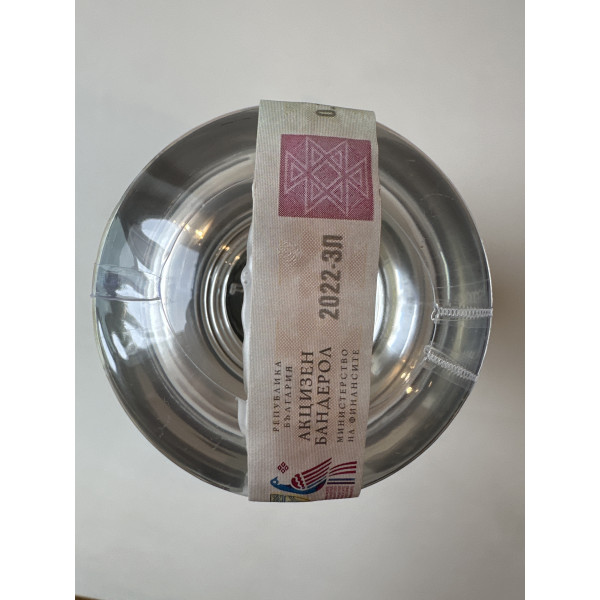 РЕПУБЛИКА
БЪЛГАРИЯ
АКЦИЗЕН
БАНДЕРОЛ
МИНИСТЕРСТВО
НА ФИНАНСИТЕ
2022-ЗЛ